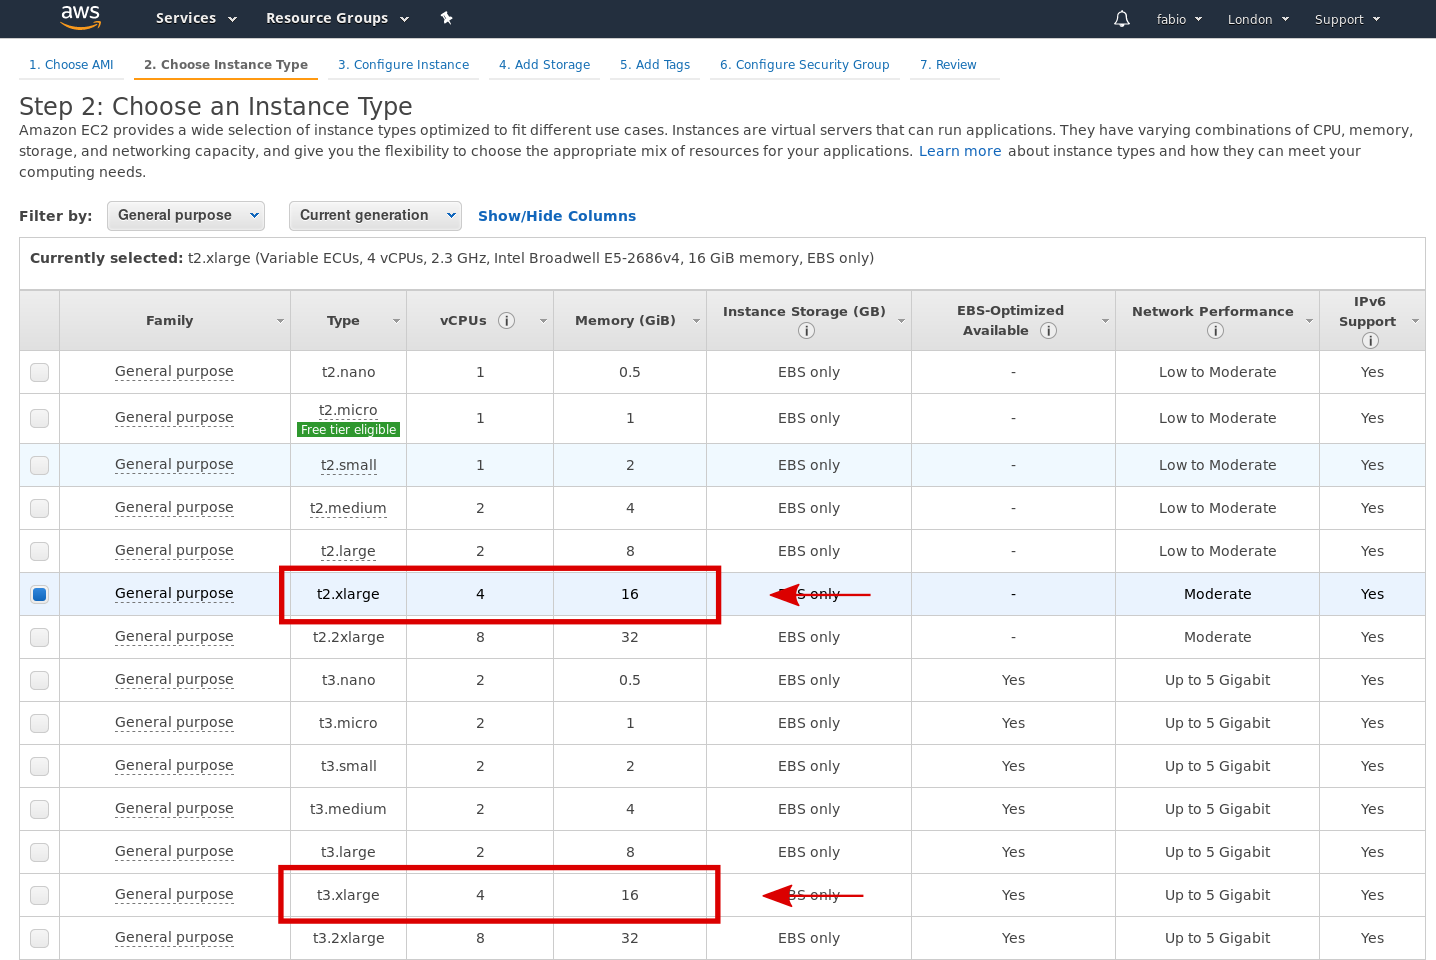 aws Services Resource Groups fabio London Support
1. Choose AMI 2. Choose Instance Type 3. Configure Instance 4. Add Storage 5. Add Tags 6. Configure Security Group 7. Review
Step 2: Choose an Instance Type
Amazon EC2 provides a wide selection of instance types optimized to fit different use cases. Instances are virtual servers that can run applications. They have varying combinations of CPU, memory,
storage, and networking capacity, and give you the flexibility to choose the appropriate mix of resources for your applications. Learn more about instance types and how they can meet your
computing needs.
Filter by: General purpose Current generation Show/Hide Columns
Currently selected: t2.xlarge (Variable ECUs, 4 vCPUs, 2.3 GHz, Intel Broadwell E5-2686v4, 16 GiB memory, EBS only)
Family Type vCPUs i Memory (GiB) Instance Storage (GB) i EBS-Optimized Available i Network Performance i IPv6 Support i
General purpose t2.nano 1 0.5 EBS only - Low to Moderate Yes
General purpose t2.micro Free tier eligible 1 1 EBS only - Low to Moderate Yes
General purpose t2.small 1 2 EBS only - Low to Moderate Yes
General purpose t2.medium 2 4 EBS only - Low to Moderate Yes
General purpose t2.large 2 8 EBS only - Low to Moderate Yes
General purpose t2.xlarge 4 16 EBS only - Moderate Yes
General purpose t2.2xlarge 8 32 EBS only - Moderate Yes
General purpose t3.nano 2 0.5 EBS only Yes Up to 5 Gigabit Yes
General purpose t3.micro 2 1 EBS only Yes Up to 5 Gigabit Yes
General purpose t3.small 2 2 EBS only Yes Up to 5 Gigabit Yes
General purpose t3.medium 2 4 EBS only Yes Up to 5 Gigabit Yes
General purpose t3.large 2 8 EBS only Yes Up to 5 Gigabit Yes
General purpose t3.xlarge 4 16 EBS only Yes Up to 5 Gigabit Yes
General purpose t3.2xlarge 8 32 EBS only Yes Up to 5 Gigabit Yes